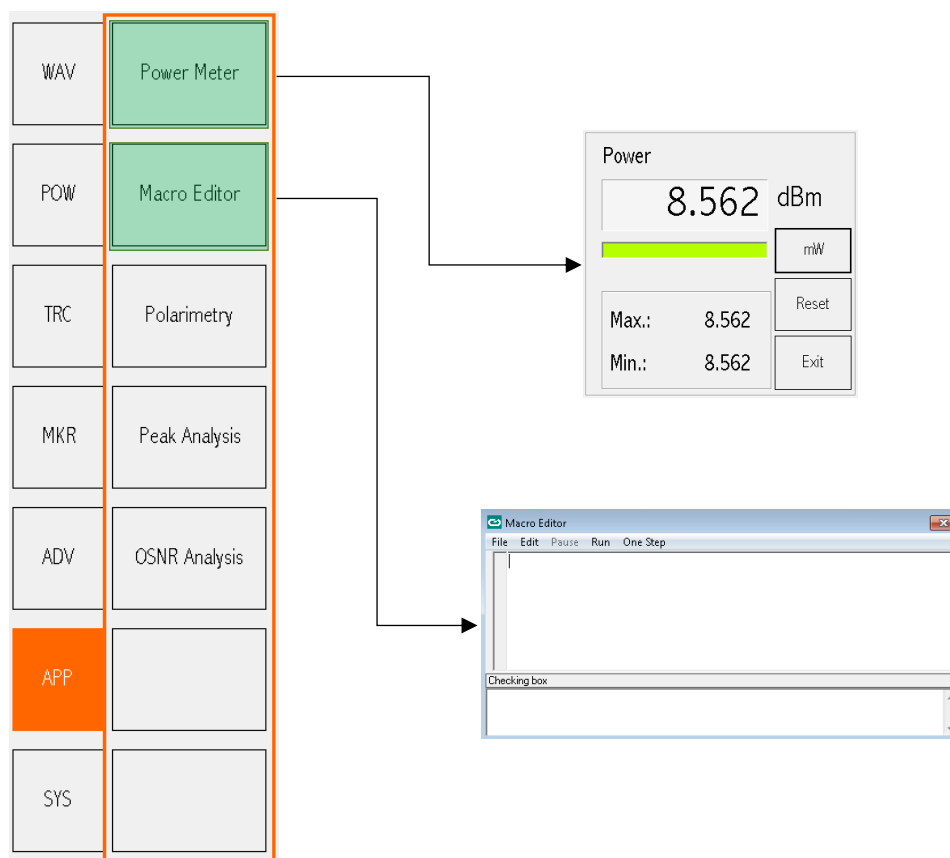 WAV
Power Meter
POW
Macro Editor
TRC
Polarimetry
MKR
Peak Analysis
ADV
OSNR Analysis
APP
SYS
Power
8.562 dBm
mW
Max.: 8.562
Reset
Min.: 8.562
Exit
Macro Editor
File Edit Pause Run One Step
Checking box